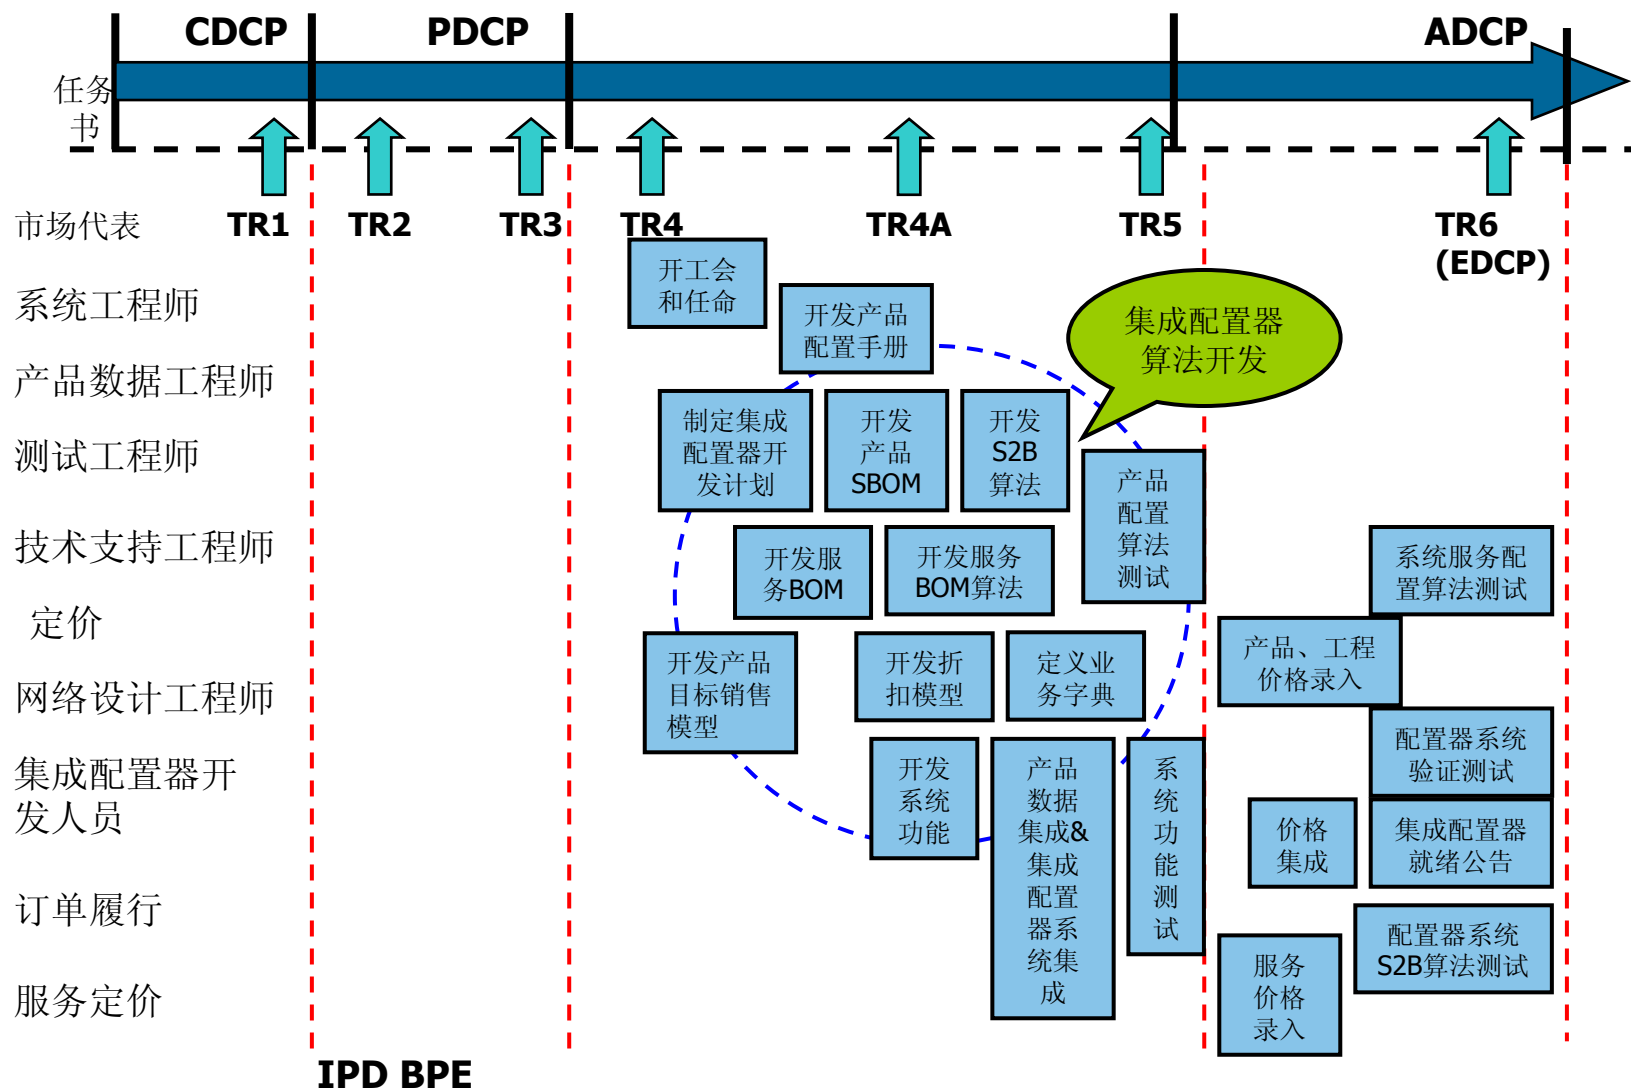 CDCP
PDCP
ADCP
任务
书
TR1
TR2
TR3
TR4
TR4A
TR5
TR6
(EDCP)
市场代表
系统工程师
产品数据工程师
测试工程师
技术支持工程师
定价
网络设计工程师
集成配置器开
发人员
订单履行
服务定价
开工会
和任命
开发产品
配置手册
集成配置器
算法开发
制定集成
配置器开
发计划
开发
产品
SBOM
开发
S2B
算法
产品
配置
算法
测试
开发服
务BOM
开发服务
BOM算法
系统服务配
置算法测试
开发产品
目标销售
模型
开发折
扣模型
定义业
务字典
产品、工程
价格录入
开发
系统
功能
产品
数据
集成&
集成
配置
器系
统集
成
系
统
功
能
测
试
配置器系统
验证测试
价格
集成
集成配置器
就绪公告
配置器系统
S2B算法测试
服务
价格
录入
IPD BPE